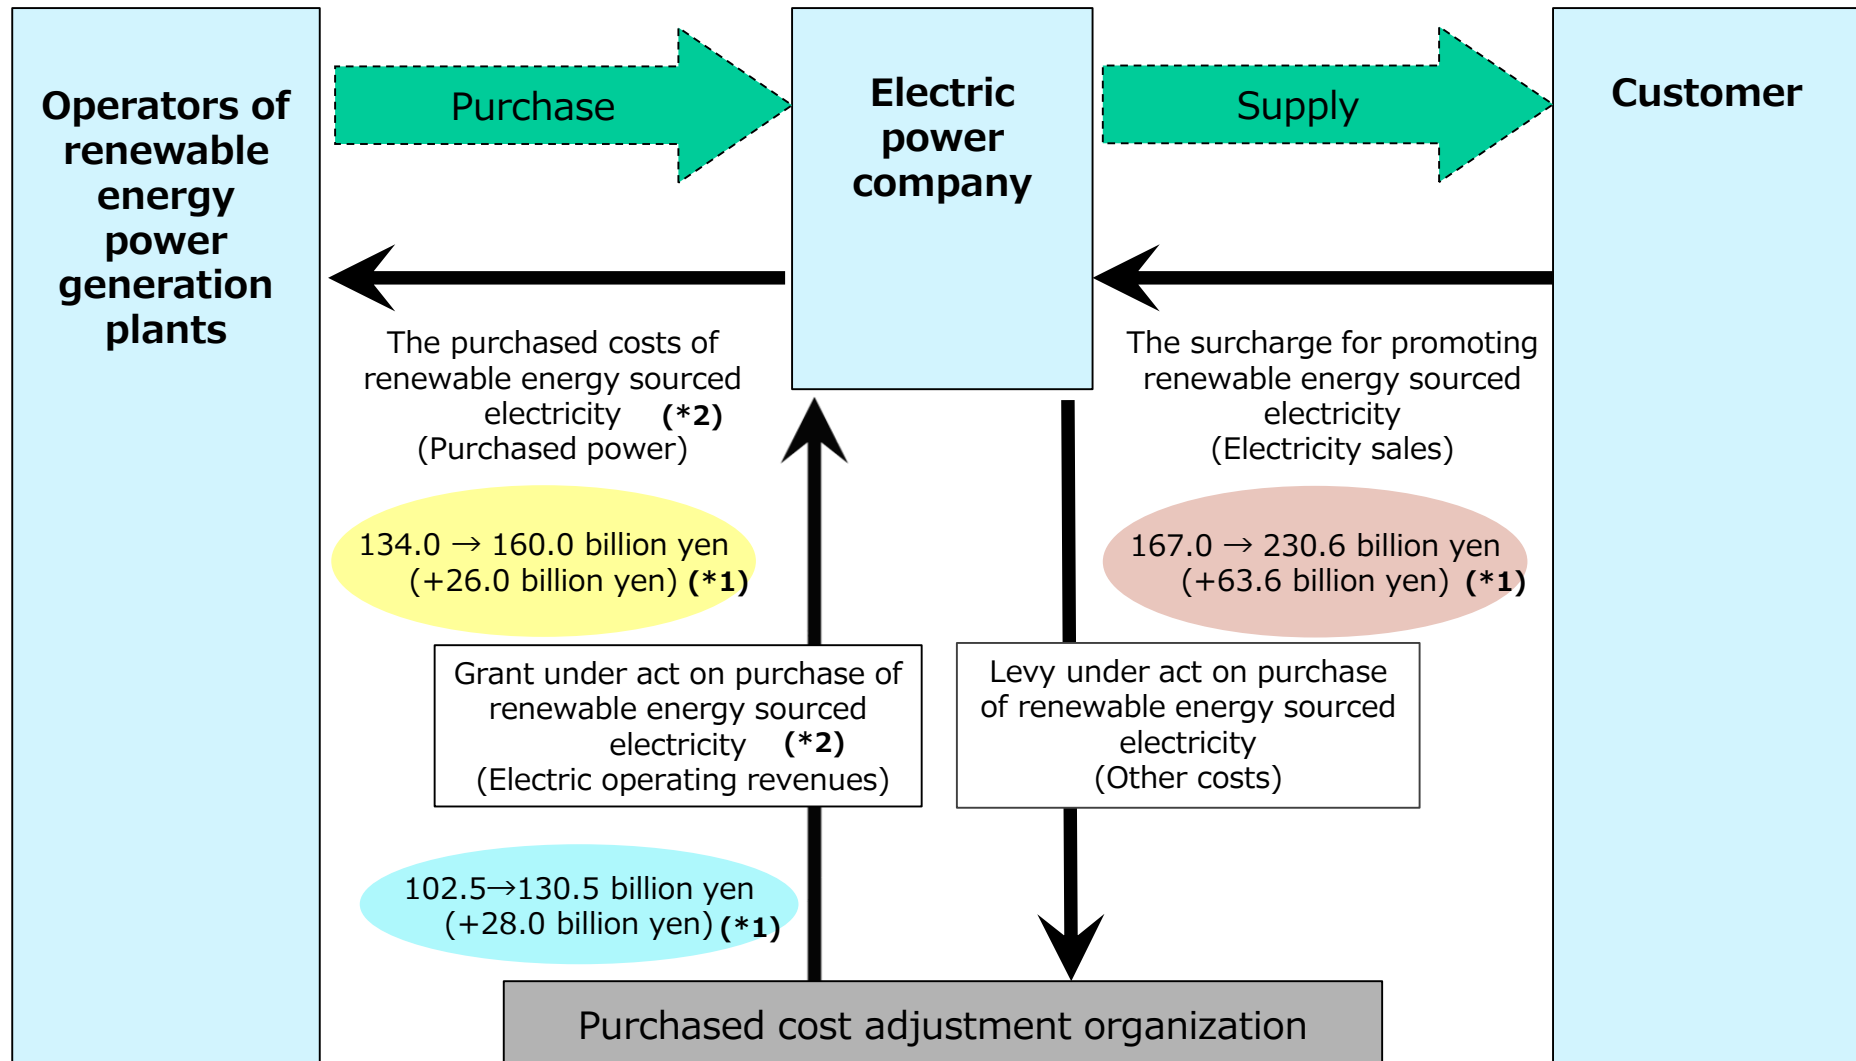 Operators of
renewable
energy
power
generation
plants
Purchase
Electric
power
company
Supply
Customer
The purchased costs of
renewable energy sourced
electricity (*2)
(Purchased power)
134.0 → 160.0 billion yen
(+26.0 billion yen) (*1)
The surcharge for promoting
renewable energy sourced
electricity
(Electricity sales)
167.0 → 230.6 billion yen
(+63.6 billion yen) (*1)
Grant under act on purchase of
renewable energy sourced
electricity (*2)
(Electric operating revenues)
Levy under act on purchase
of renewable energy sourced
electricity
(Other costs)
102.5→130.5 billion yen
(+28.0 billion yen) (*1)
Purchased cost adjustment organization